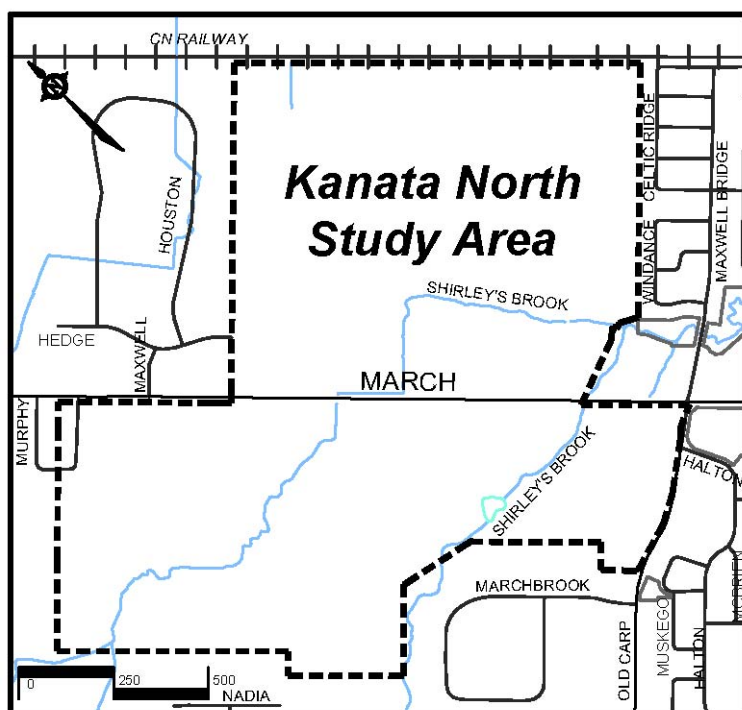 CN RAILWAY
Kanata North
Study Area
CELTIC RIDGE
MAXWELL BRIDGE
HOUSTON
WINDANCE
SHIRLEY'S BROOK
HEDGE
MAXWELL
MARCH
MURPHY
SHIRLEY'S BROOK
HALTON
MARCHBROOK
MCBRIEN
MUSKEGO
OLD CARP
HALTON
0 250 500
NADIA